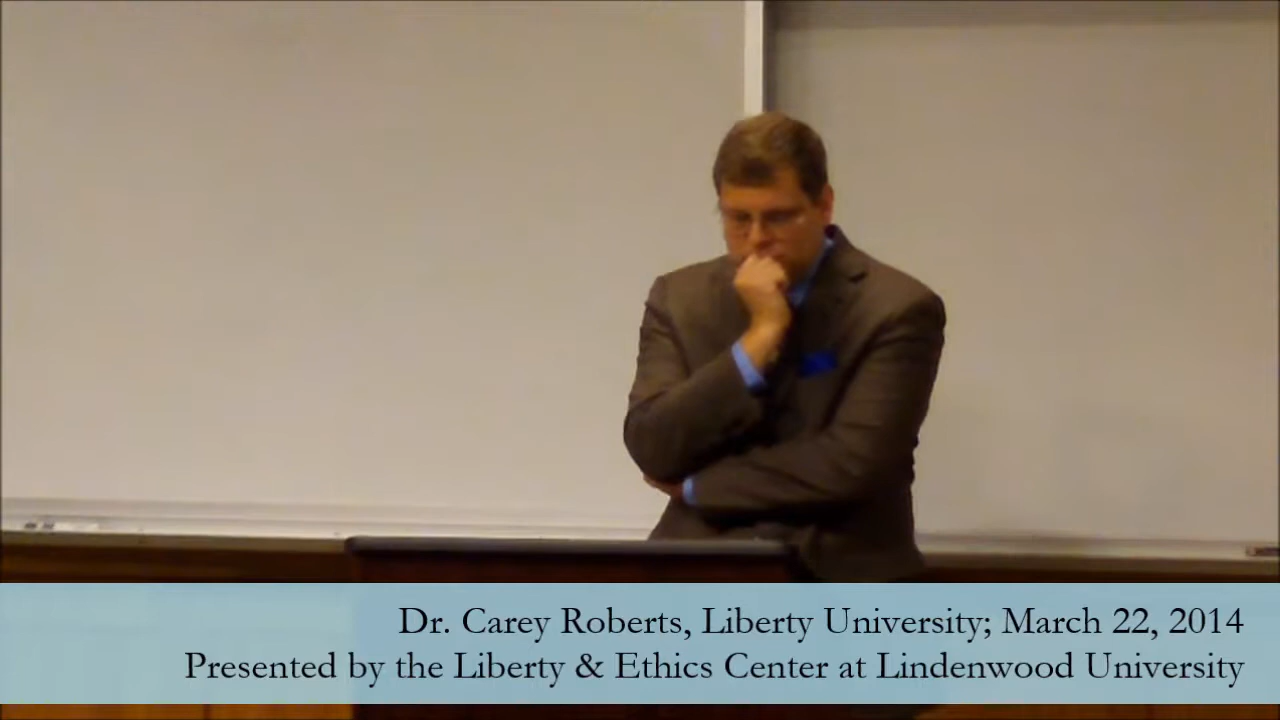 Dr. Carey Roberts, Liberty University; March 22, 2014
Presented by the Liberty & Ethics Center at Lindenwood University